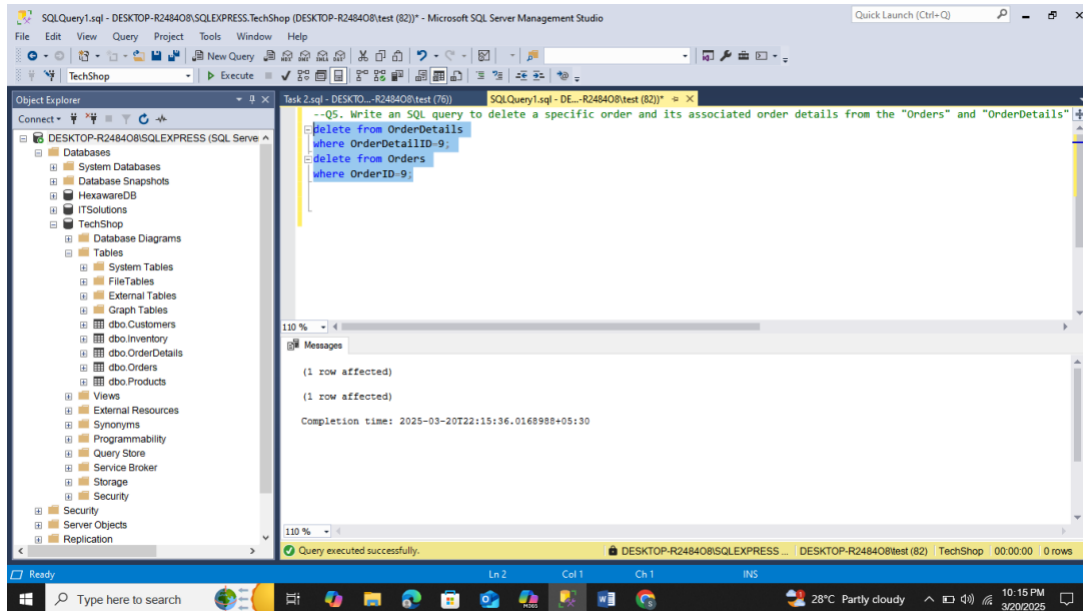 SQLQuery1.sql - DESKTOP-R2484O8\SQLEXPRESS.TechShop (DESKTOP-R2484O8\test (82))* - Microsoft SQL Server Management Studio
Quick Launch (Ctrl+Q)
File Edit View Query Project Tools Window Help
New Query
TechShop
Execute
Object Explorer
Task 2.sql - DESKTO...-R2484O8\test (76))
SQLQuery1.sql - DE...-R2484O8\test (82))*
Connect
DESKTOP-R2484O8\SQLEXPRESS (SQL Serve
Databases
System Databases
Database Snapshots
HexawareDB
ITSolutions
TechShop
Database Diagrams
Tables
System Tables
FileTables
External Tables
Graph Tables
dbo.Customers
dbo.Inventory
dbo.OrderDetails
dbo.Orders
dbo.Products
Views
External Resources
Synonyms
Programmability
Query Store
Service Broker
Storage
Security
Security
Server Objects
Replication
--Q5. Write an SQL query to delete a specific order and its associated order details from the "Orders" and "OrderDetails"
delete from OrderDetails
where OrderDetailID=9;
delete from Orders
where OrderID=9;
110 %
Messages
(1 row affected)
(1 row affected)
Completion time: 2025-03-20T22:15:36.0168988+05:30
110 %
Query executed successfully.
DESKTOP-R2484O8\SQLEXPRESS ... DESKTOP-R2484O8\test (82) TechShop 00:00:00 0 rows
Ready
Ln 2 Col 1 Ch 1 INS
Type here to search
28°C Partly cloudy
10:15 PM
3/20/2025